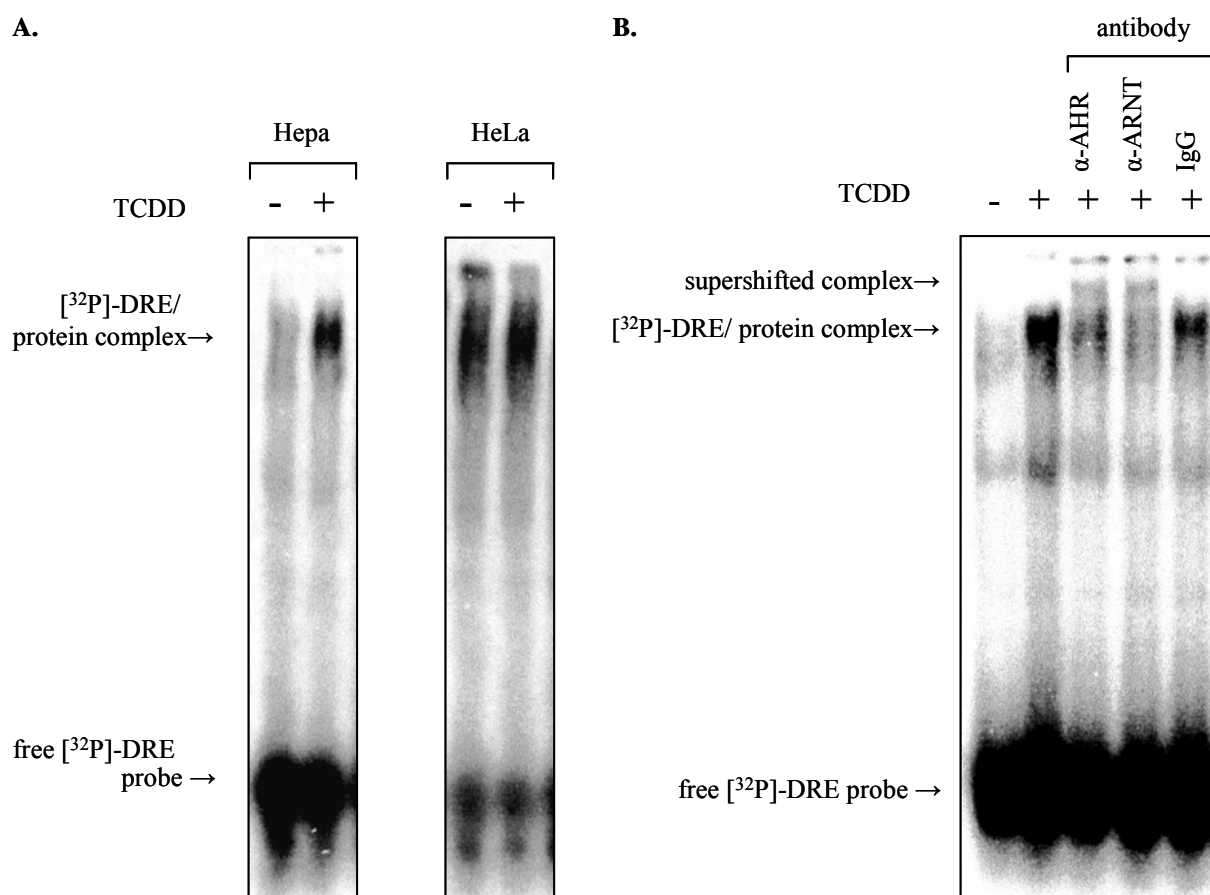 A.
Hepa
HeLa
TCDD
- +
- +
[³²P]-DRE/
protein complex→
free [³²P]-DRE
probe →
B.
antibody
α-AHR
α-ARNT
IgG
TCDD
- + + + +
supershifted complex→
[³²P]-DRE/ protein complex→
free [³²P]-DRE probe →